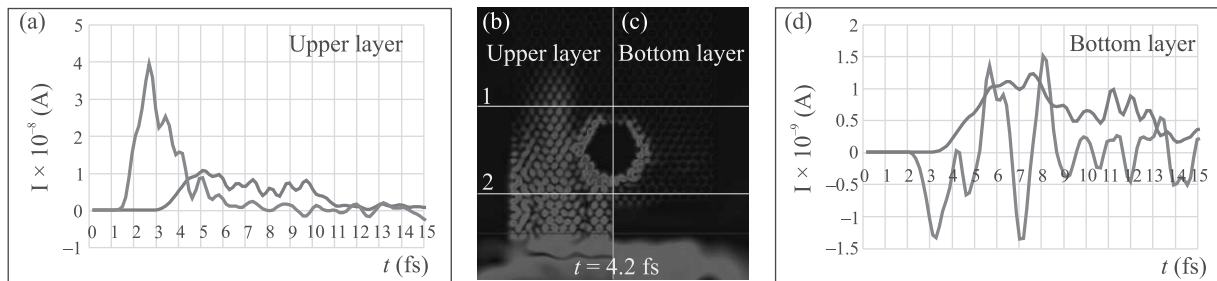 (a)
Upper layer
I × 10⁻⁸ (A)
5
4
3
2
1
0
–1
0 1 2 3 4 5 6 7 8 9 10 11 12 13 14 15
t (fs)
(b) (c)
Upper layer Bottom layer
1
2
t = 4.2 fs
(d)
Bottom layer
I × 10⁻⁹ (A)
2
1.5
1
0.5
0
–0.5
–1
–1.5
0 1 2 3 4 5 6 7 8 9 10 11 12 13 14 15
t (fs)